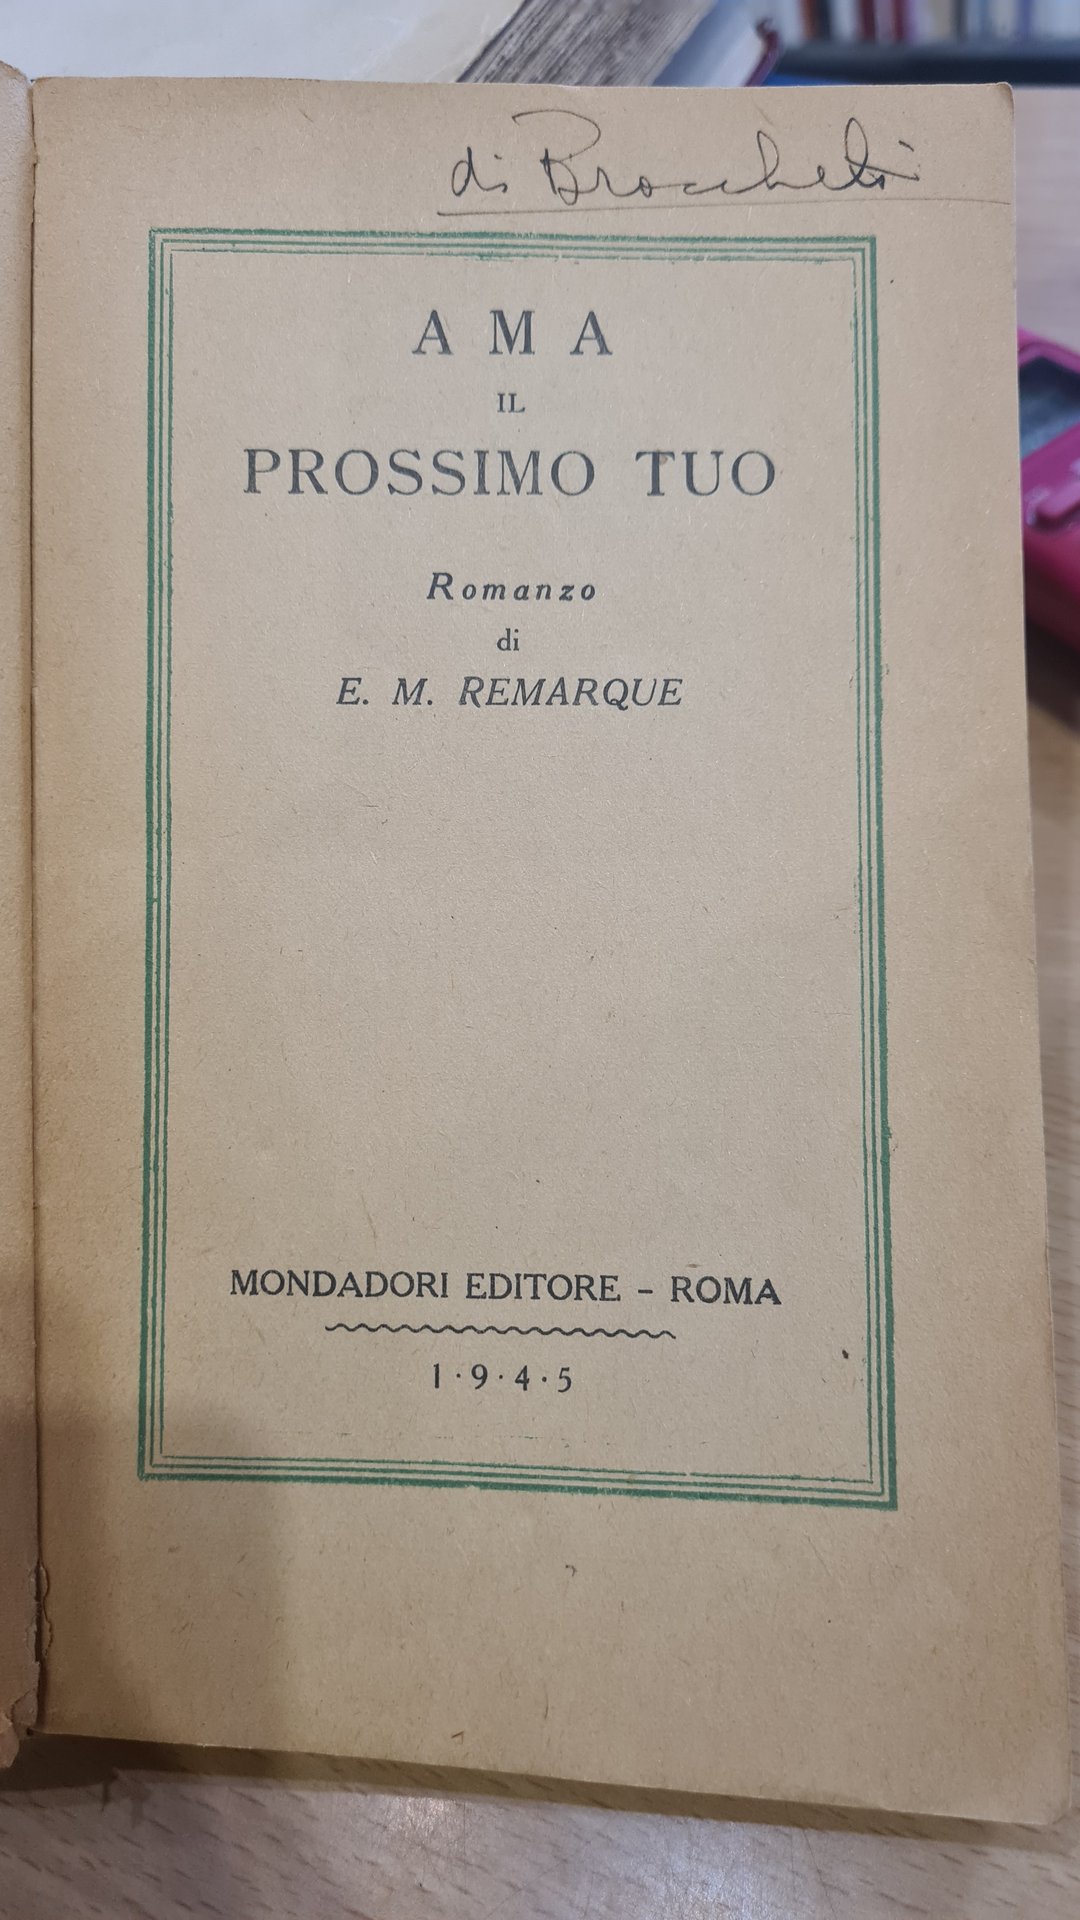 di Brocchetti
AMA
IL
PROSSIMO TUO
Romanzo
di
E. M. REMARQUE
MONDADORI EDITORE - ROMA
1·9·4·5